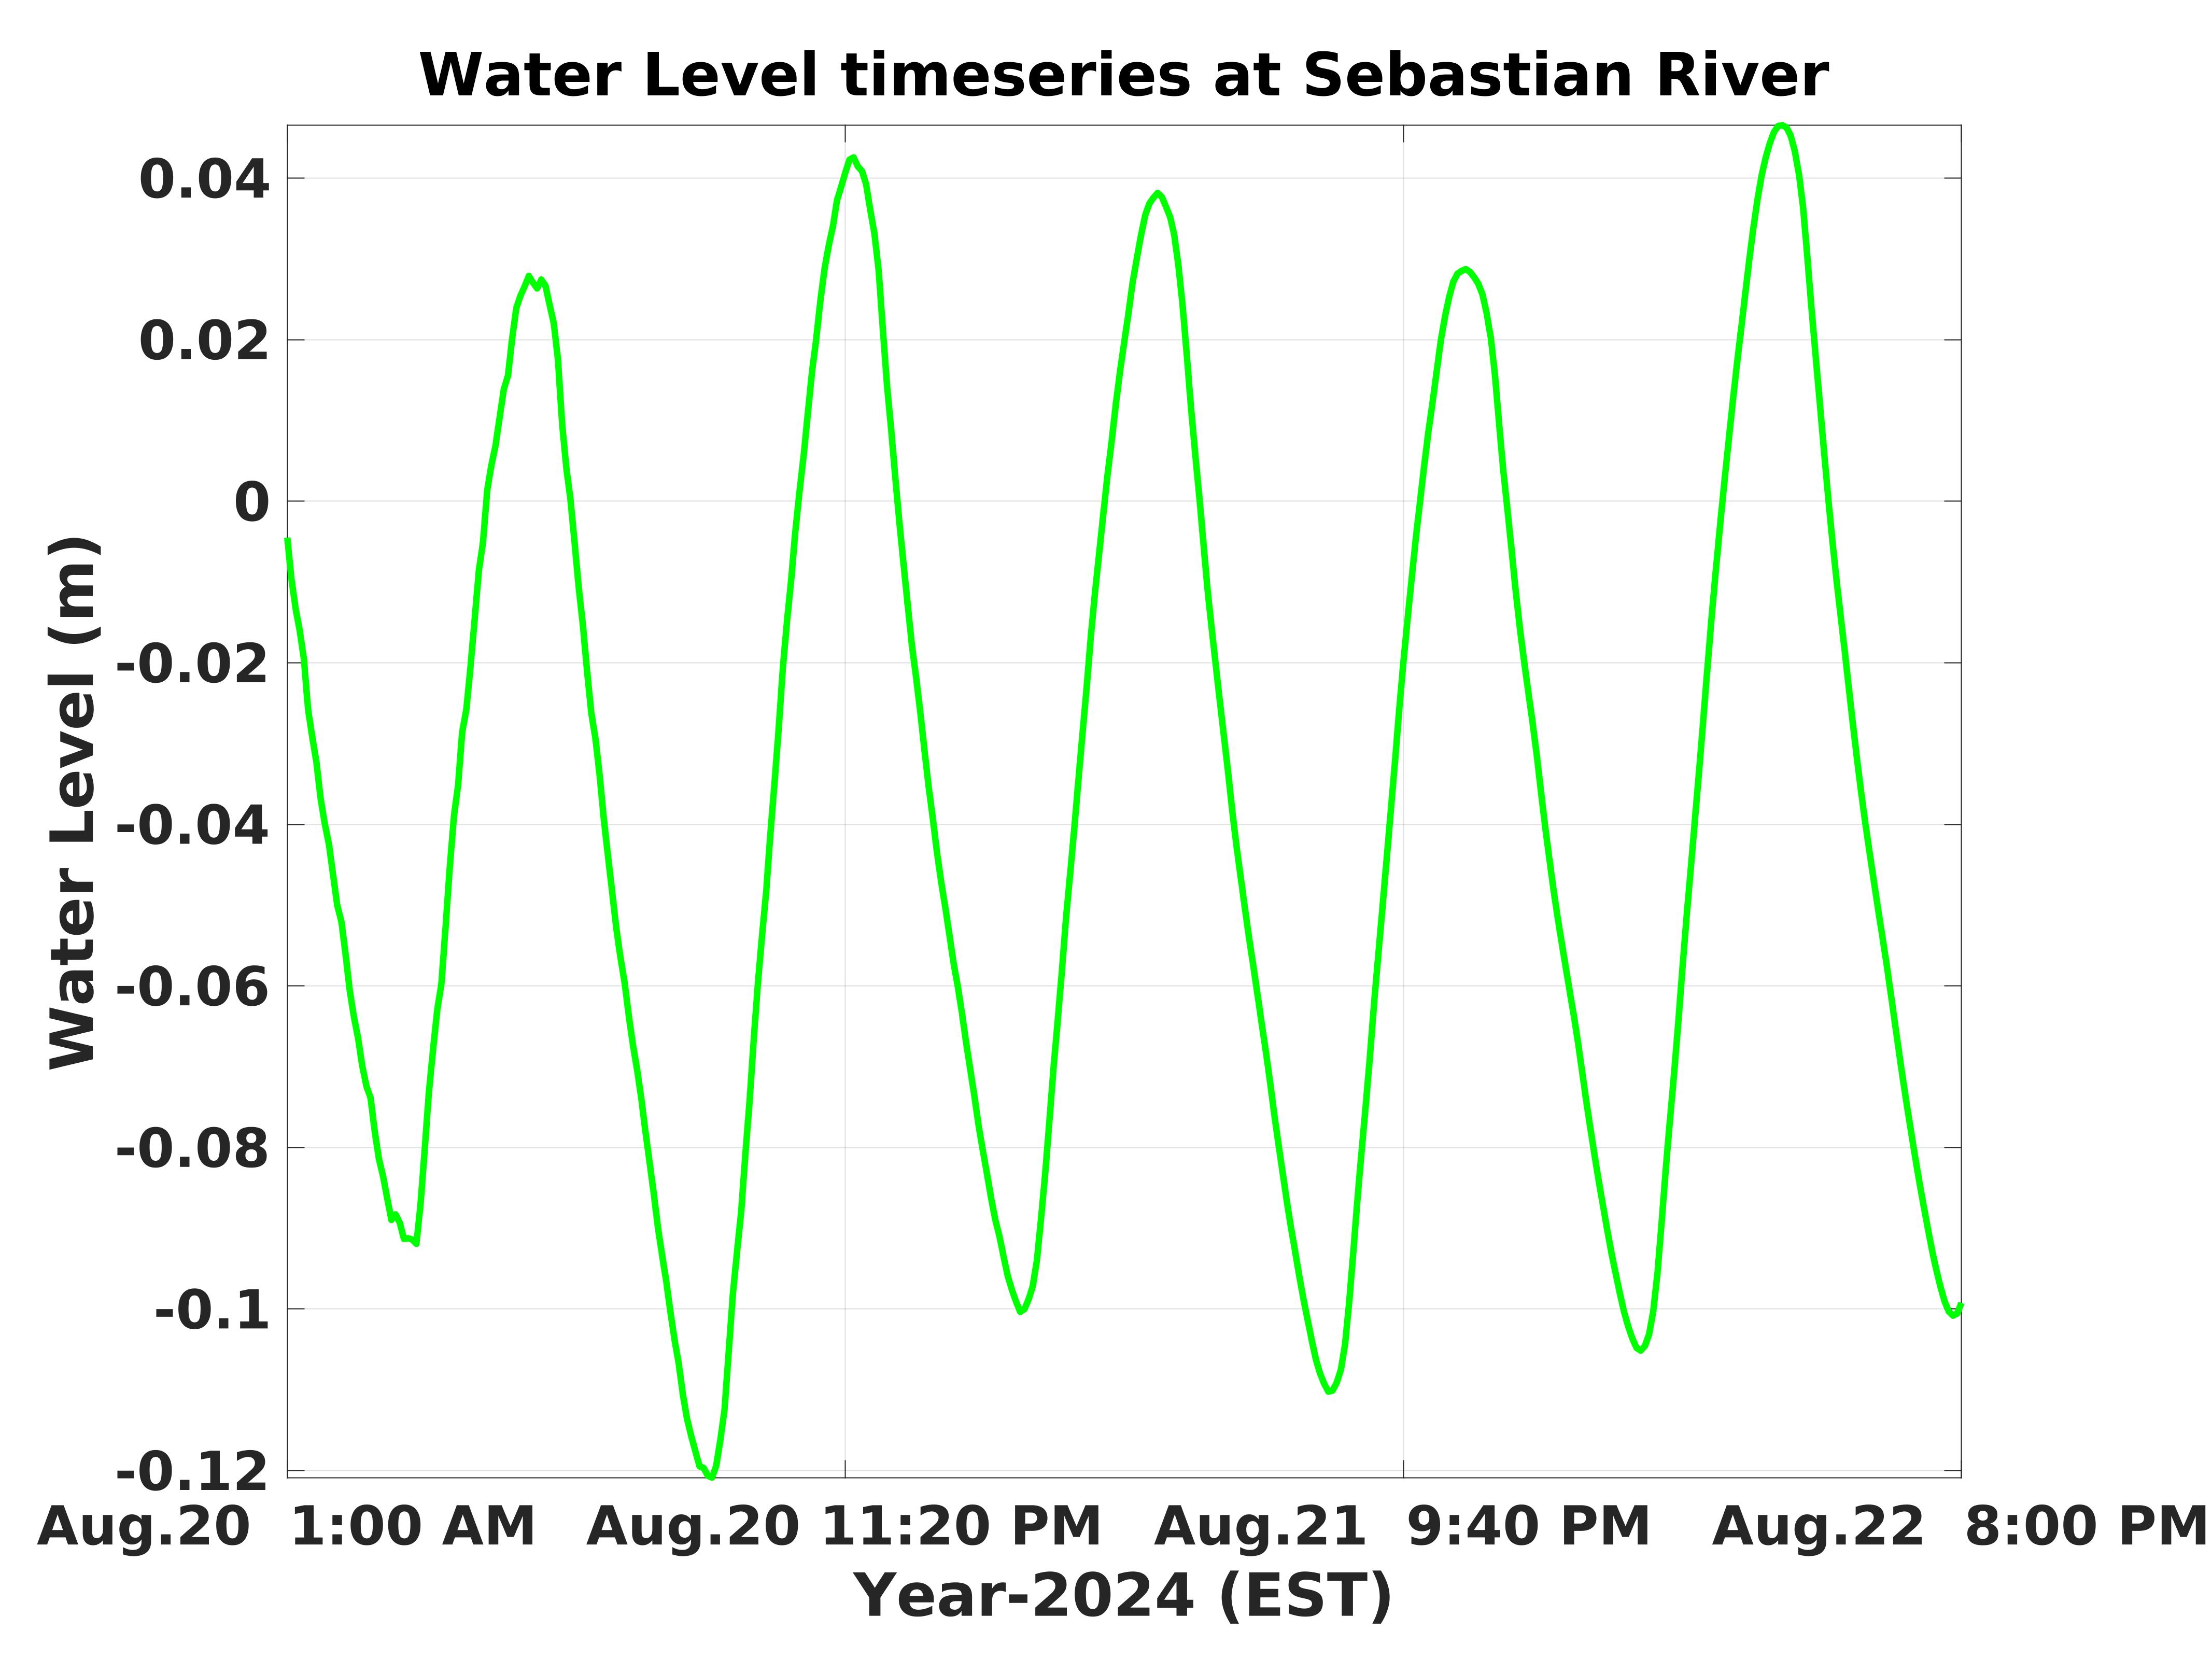 Water Level timeseries at Sebastian River
Water Level (m)
0.04
0.02
0
-0.02
-0.04
-0.06
-0.08
-0.1
-0.12
Aug.20  1:00 AM
Aug.20 11:20 PM
Aug.21  9:40 PM
Aug.22  8:00 PM
Year-2024 (EST)